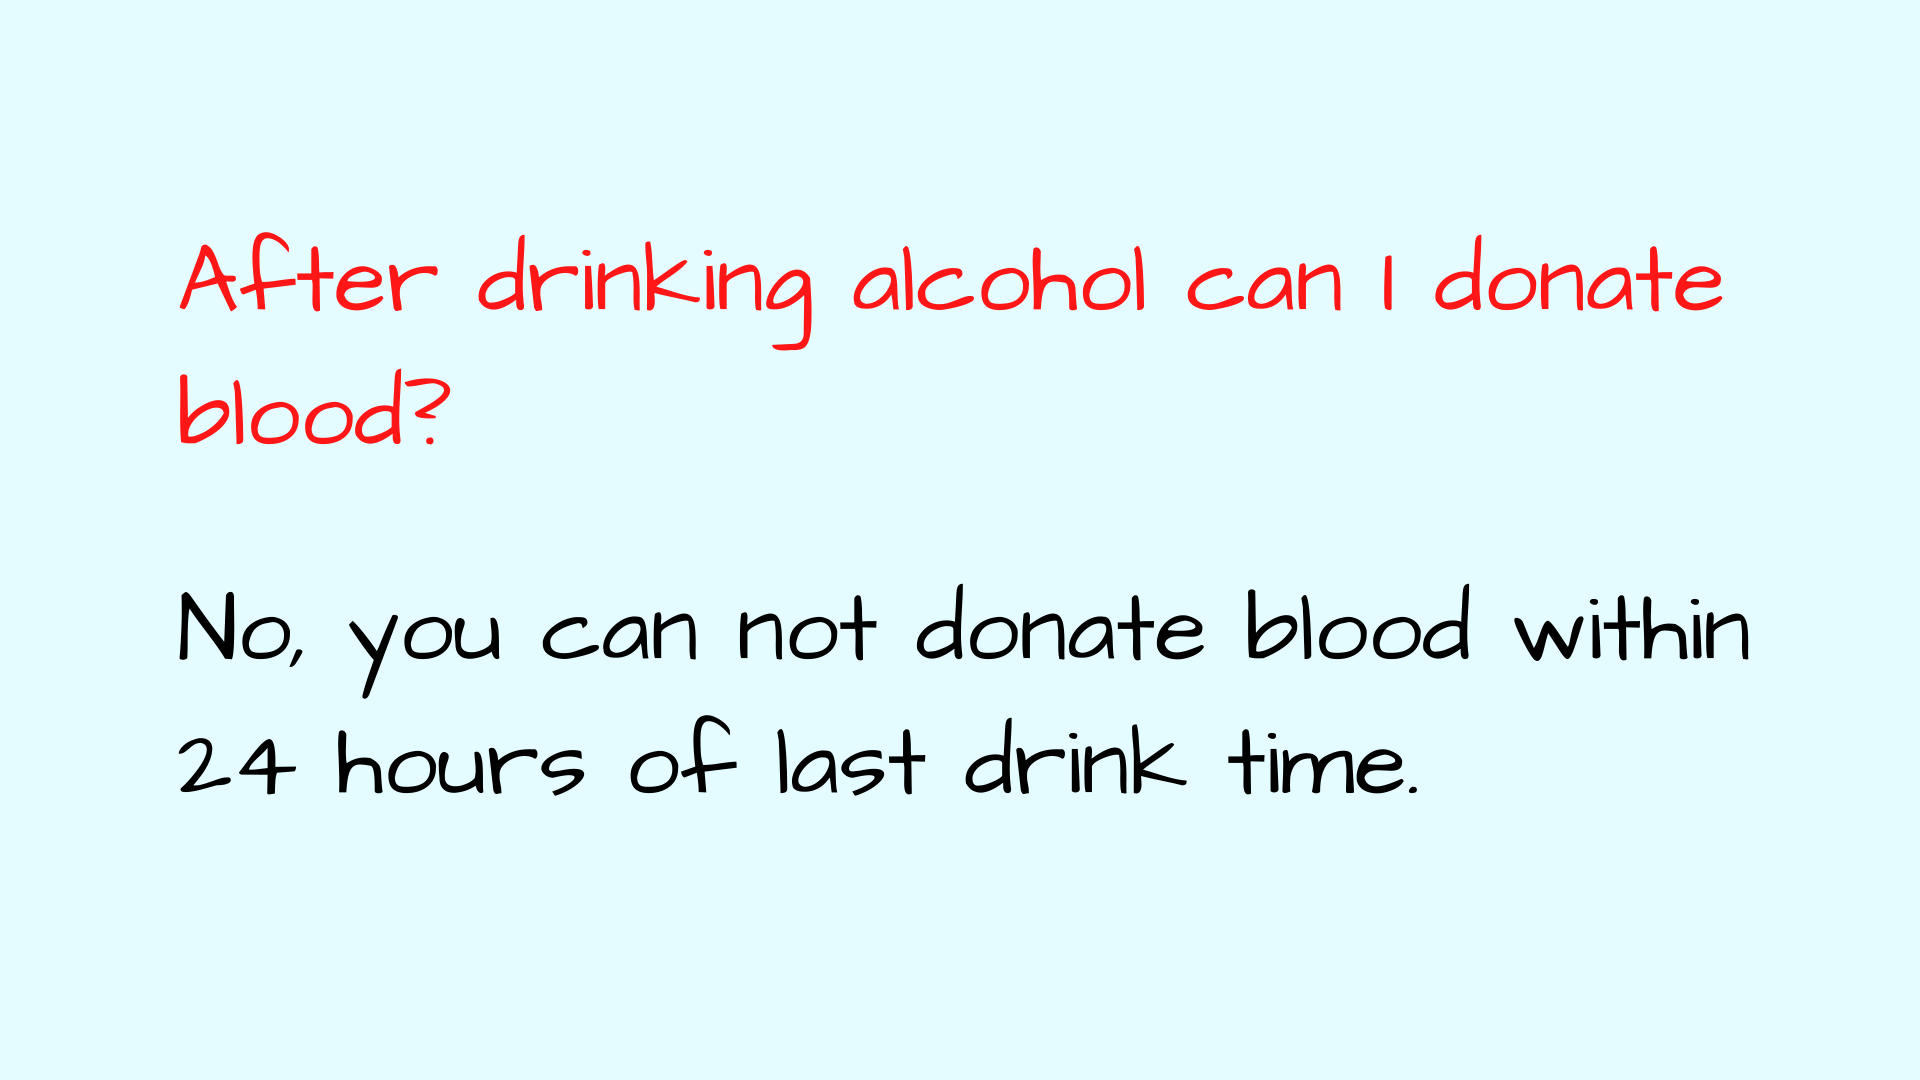 After drinking alcohol can I donate
blood?
No, you can not donate blood within
24 hours of last drink time.